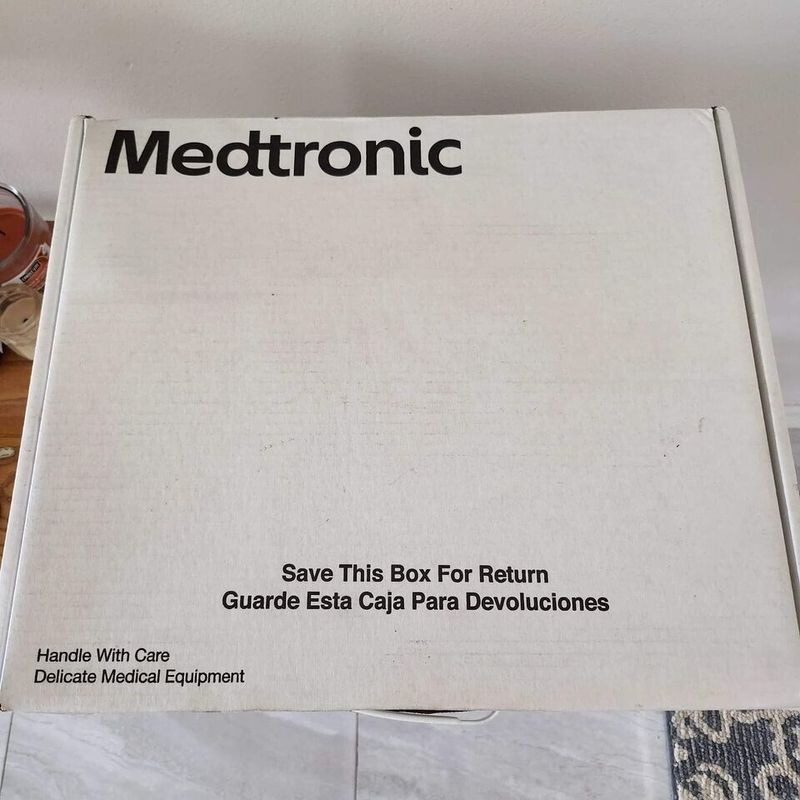 Medtronic
Save This Box For Return
Guarde Esta Caja Para Devoluciones
Handle With Care
Delicate Medical Equipment